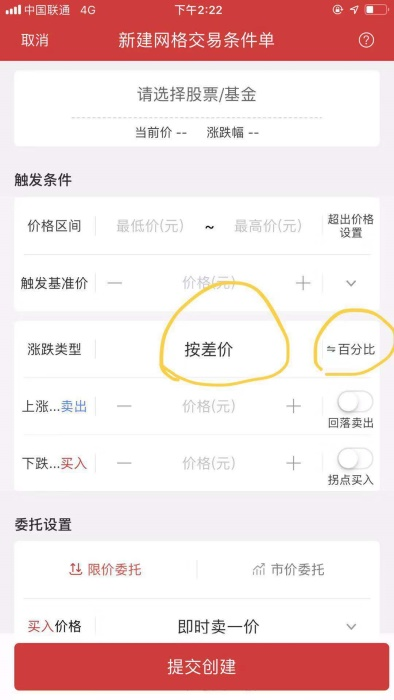 中国联通 4G 下午2:22
取消 新建网格交易条件单 ?
请选择股票/基金
当前价 -- 涨跌幅 --
触发条件
价格区间 最低价(元) ~ 最高价(元) 超出价格
设置
触发基准价 — 价格(元) +
涨跌类型 按差价 ⇋百分比
上涨...卖出 — 价格(元) +
回落卖出
下跌...买入 — 价格(元) +
拐点买入
委托设置
限价委托 市价委托
买入价格 即时卖一价
提交创建